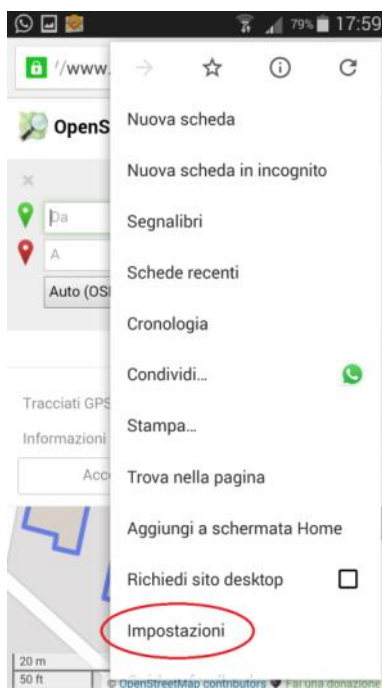 79% 17:59
'/www.
OpenS
Nuova scheda
Nuova scheda in incognito
Da
Segnalibri
A
Schede recenti
Auto (OS
Cronologia
Condividi...
Tracciati GPS
Stampa...
Informazioni
Acc
Trova nella pagina
Aggiungi a schermata Home
Richiedi sito desktop
Impostazioni
20 m
50 ft
© OpenStreetMap contributors ♥ Fai una donazione